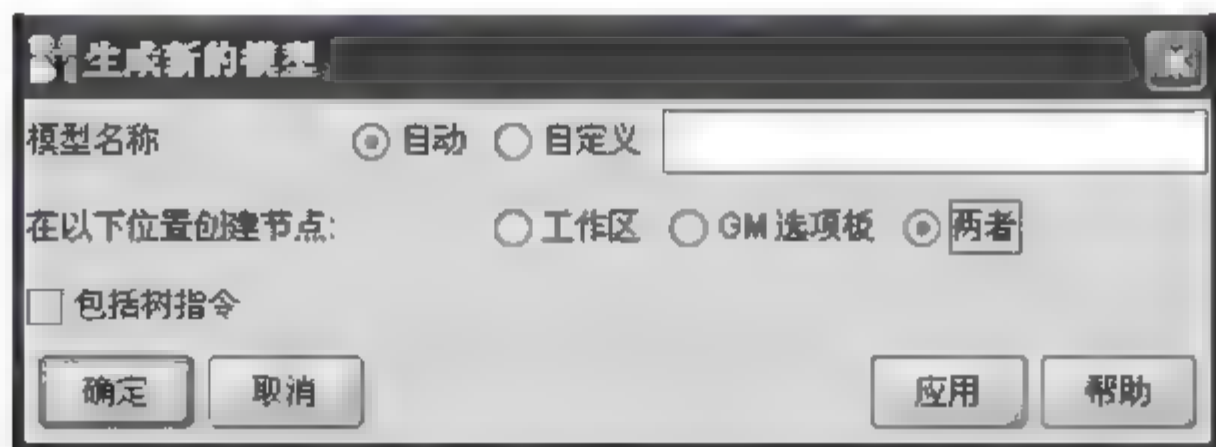 生成新的模型
模型名称 自动 自定义
在以下位置创建节点: 工作区 GM 选项板 两者
包括树指令
确定 取消 应用 帮助